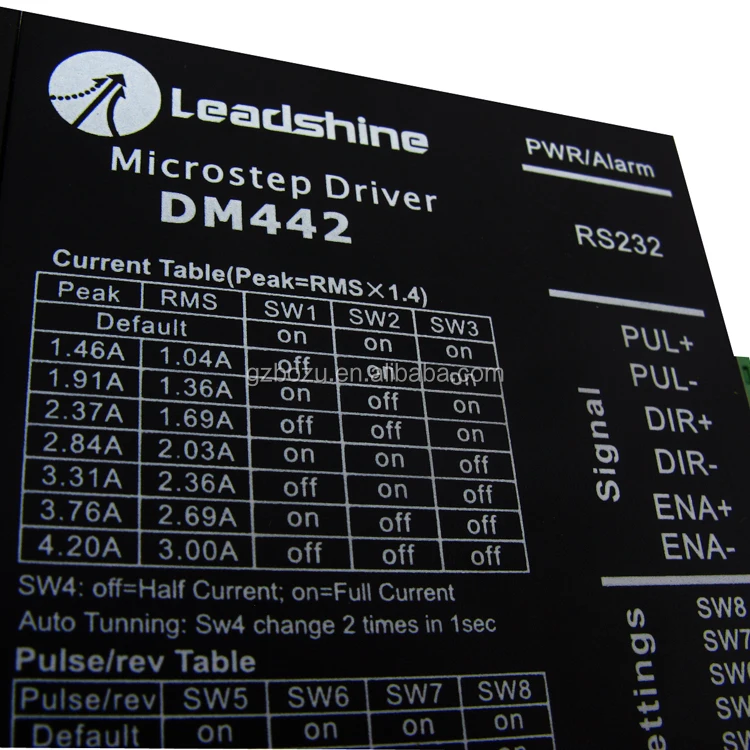 Leadshine
Microstep Driver
DM442
Current Table(Peak=RMS×1.4)
Peak RMS SW1 SW2 SW3
Default on on on
1.46A 1.04A off on on
1.91A 1.36A on off on
2.37A 1.69A off off on
2.84A 2.03A on on off
3.31A 2.36A off on off
3.76A 2.69A on off off
4.20A 3.00A off off off
SW4: off=Half Current; on=Full Current
Auto Tunning: Sw4 change 2 times in 1sec
Pulse/rev Table
Pulse/rev SW5 SW6 SW7 SW8
Default on on on on
PWR/Alarm
RS232
Signal
PUL+
PUL-
DIR+
DIR-
ENA+
ENA-
ettings
SW8
SW7
gzbozu.en.alibaba.com